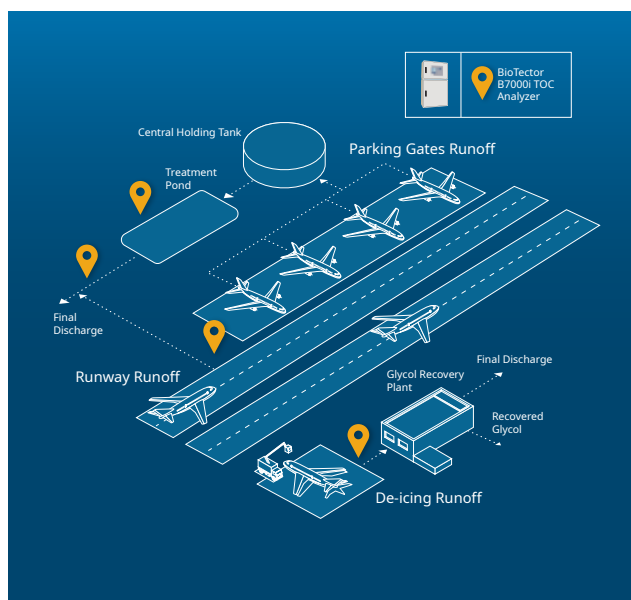 BioTector
B7000i TOC
Analyzer
Central Holding Tank
Parking Gates Runoff
Treatment
Pond
Final
Discharge
Runway Runoff
Glycol Recovery
Plant
Final Discharge
Recovered
Glycol
De-icing Runoff